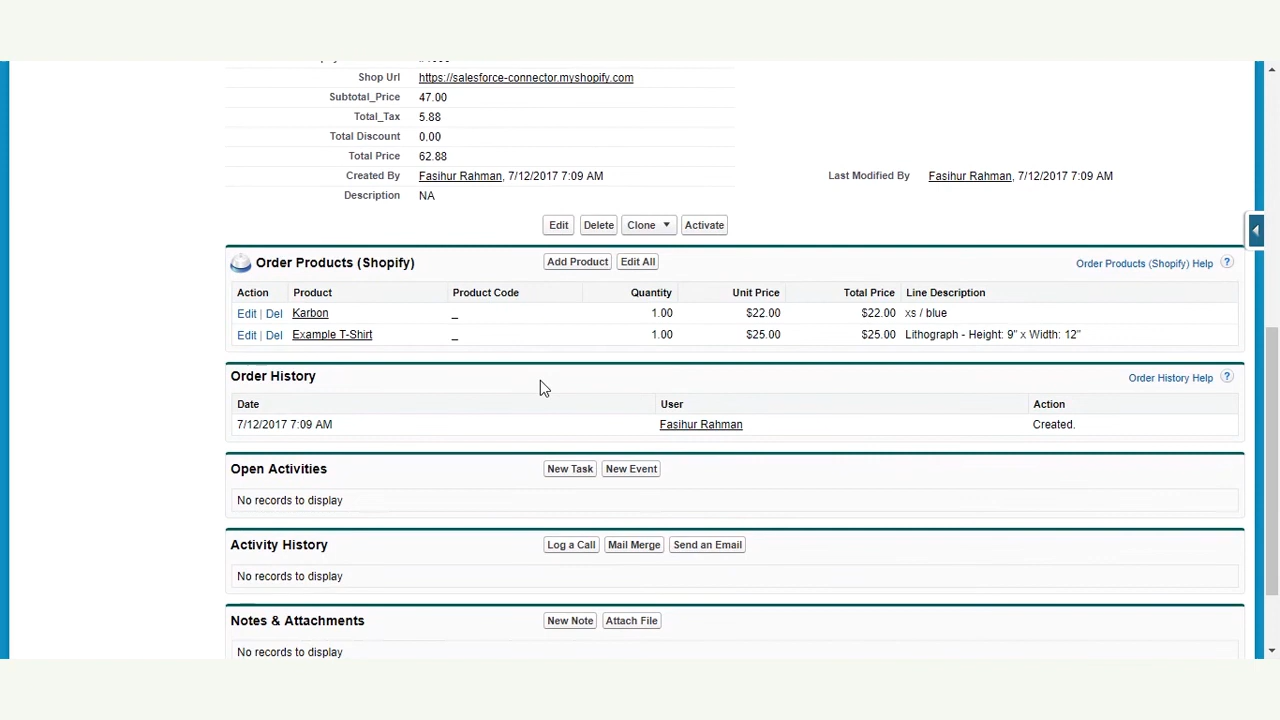 Shop Url https://salesforce-connector.myshopify.com
Subtotal_Price 47.00
Total_Tax 5.88
Total Discount 0.00
Total Price 62.88
Created By Fasihur Rahman, 7/12/2017 7:09 AM Last Modified By Fasihur Rahman, 7/12/2017 7:09 AM
Description NA
Edit Delete Clone Activate
Order Products (Shopify) Add Product Edit All Order Products (Shopify) Help ?
Action Product Product Code Quantity Unit Price Total Price Line Description
Edit | Del Karbon _ 1.00 $22.00 $22.00 xs / blue
Edit | Del Example T-Shirt _ 1.00 $25.00 $25.00 Lithograph - Height: 9" x Width: 12"
Order History Order History Help ?
Date User Action
7/12/2017 7:09 AM Fasihur Rahman Created.
Open Activities New Task New Event
No records to display
Activity History Log a Call Mail Merge Send an Email
No records to display
Notes & Attachments New Note Attach File
No records to display